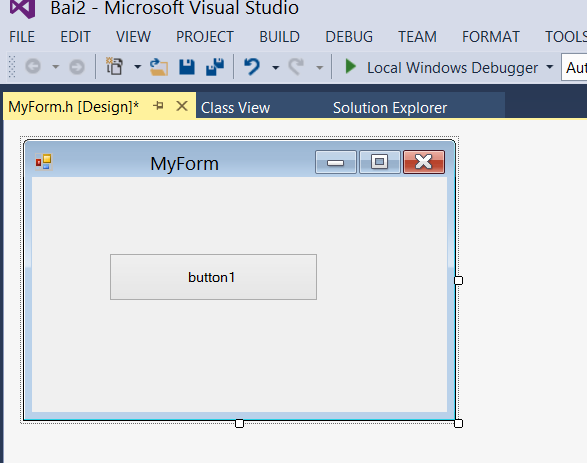 Bai2 - Microsoft Visual Studio
FILE EDIT VIEW PROJECT BUILD DEBUG TEAM FORMAT TOOLS
Local Windows Debugger Aut
MyForm.h [Design]* Class View Solution Explorer
MyForm
button1